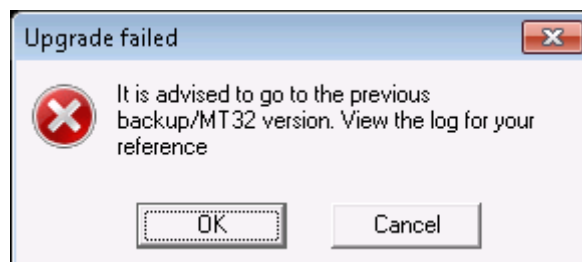 Upgrade failed
It is advised to go to the previous
backup/MT32 version. View the log for your
reference
OK
Cancel